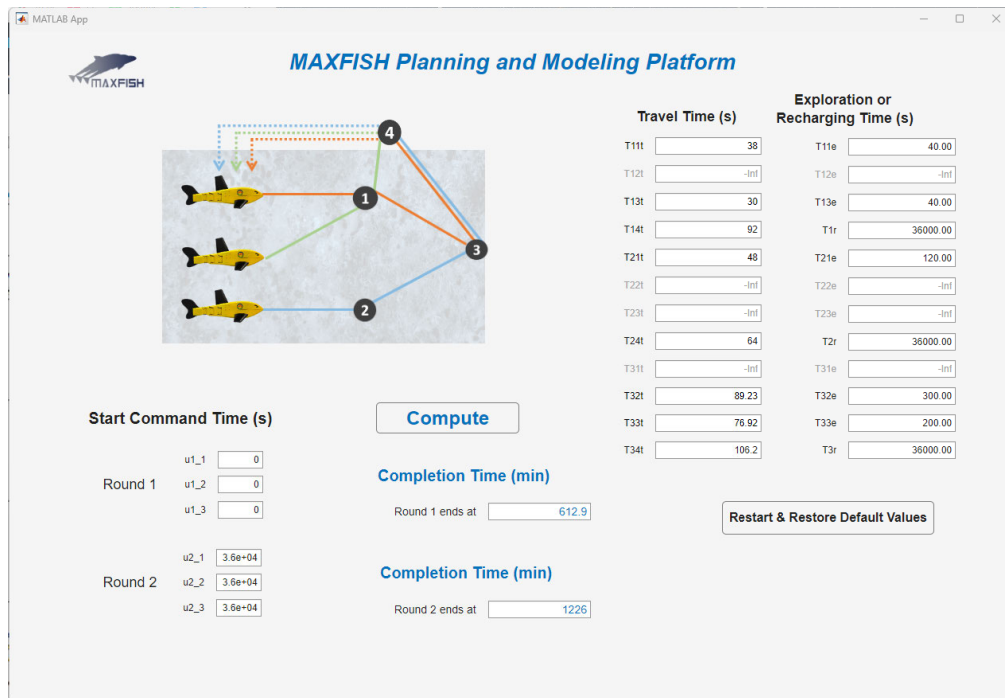 MATLAB App
MAXFISH
MAXFISH Planning and Modeling Platform
4
1
3
2
Travel Time (s)
Exploration or
Recharging Time (s)
T11t 38 T11e 40.00
T12t -Inf T12e -Inf
T13t 30 T13e 40.00
T14t 92 T1r 36000.00
T21t 48 T21e 120.00
T22t -Inf T22e -Inf
T23t -Inf T23e -Inf
T24t 64 T2r 36000.00
T31t -Inf T31e -Inf
T32t 89.23 T32e 300.00
T33t 76.92 T33e 200.00
T34t 106.2 T3r 36000.00
Start Command Time (s)
Round 1
u1_1 0
u1_2 0
u1_3 0
Round 2
u2_1 3.6e+04
u2_2 3.6e+04
u2_3 3.6e+04
Compute
Completion Time (min)
Round 1 ends at 612.9
Completion Time (min)
Round 2 ends at 1226
Restart & Restore Default Values